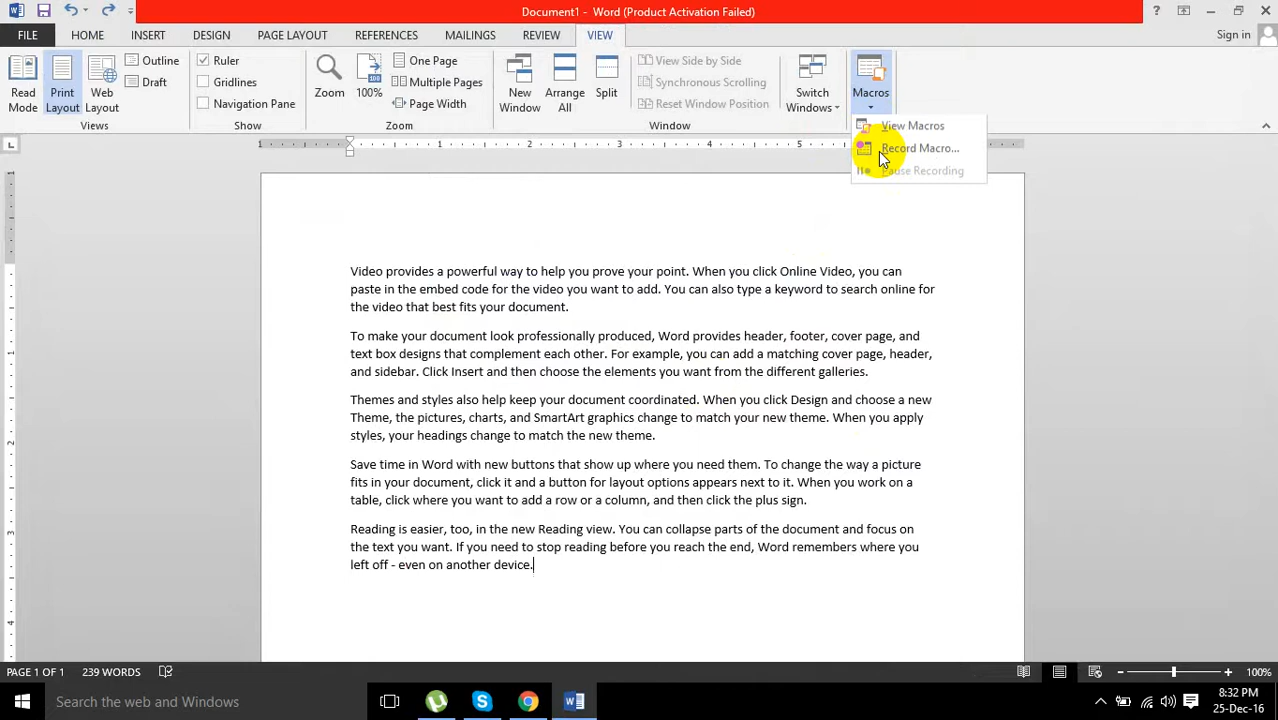 Document1 - Word (Product Activation Failed)
FILE HOME INSERT DESIGN PAGE LAYOUT REFERENCES MAILINGS REVIEW VIEW Sign in
Read Mode
Print Layout
Web Layout
Outline
Draft
Views
Ruler
Gridlines
Navigation Pane
Show
Zoom
100%
One Page
Multiple Pages
Page Width
Zoom
New Window
Arrange All
Split
View Side by Side
Synchronous Scrolling
Reset Window Position
Window
Switch Windows
Macros
View Macros
Record Macro...
Pause Recording
1 1 2 3 4 5
Video provides a powerful way to help you prove your point. When you click Online Video, you can
paste in the embed code for the video you want to add. You can also type a keyword to search online for
the video that best fits your document.
To make your document look professionally produced, Word provides header, footer, cover page, and
text box designs that complement each other. For example, you can add a matching cover page, header,
and sidebar. Click Insert and then choose the elements you want from the different galleries.
Themes and styles also help keep your document coordinated. When you click Design and choose a new
Theme, the pictures, charts, and SmartArt graphics change to match your new theme. When you apply
styles, your headings change to match the new theme.
Save time in Word with new buttons that show up where you need them. To change the way a picture
fits in your document, click it and a button for layout options appears next to it. When you work on a
table, click where you want to add a row or a column, and then click the plus sign.
Reading is easier, too, in the new Reading view. You can collapse parts of the document and focus on
the text you want. If you need to stop reading before you reach the end, Word remembers where you
left off - even on another device.
1
1
2
3
4
PAGE 1 OF 1 239 WORDS 100%
Search the web and Windows
8:32 PM
25-Dec-16